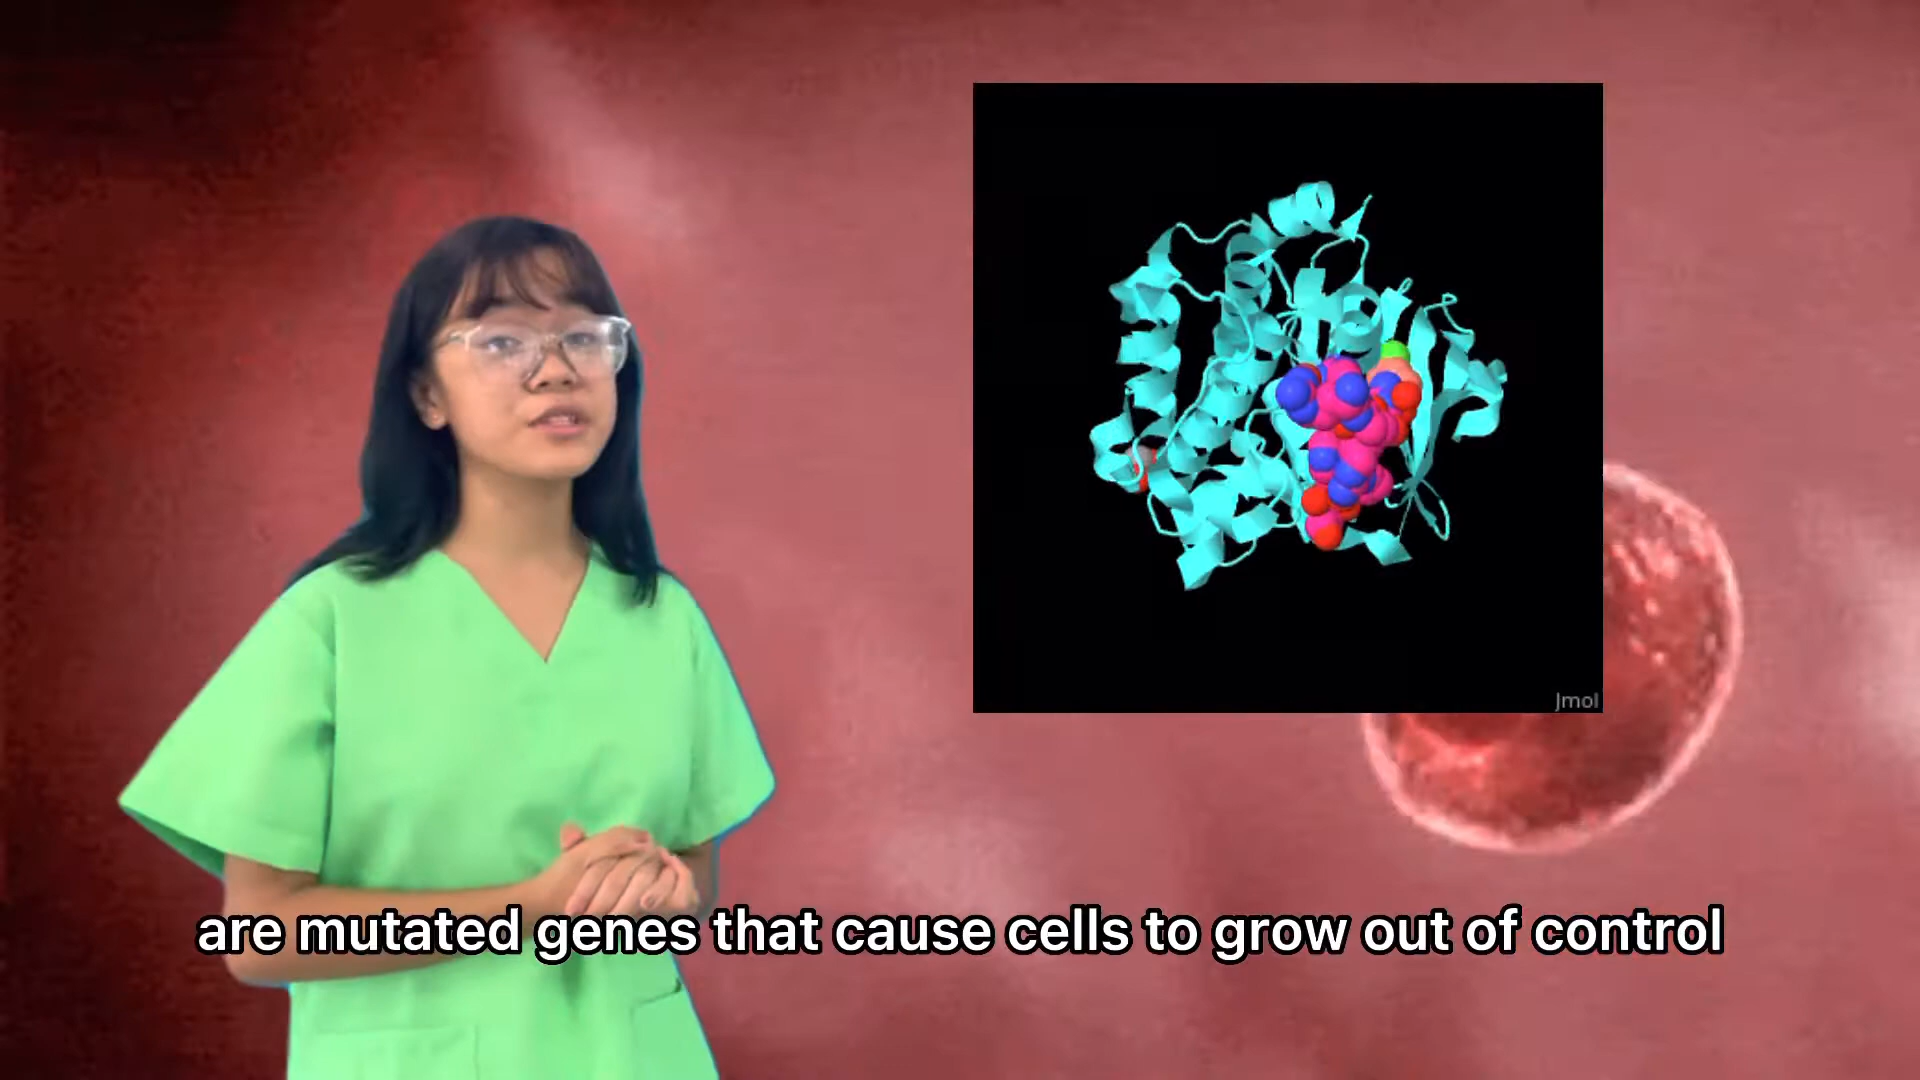 Jmol
are mutated genes that cause cells to grow out of control